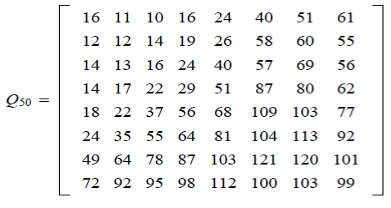 16 11 10 16 24 40 51 61
12 12 14 19 26 58 60 55
14 13 16 24 40 57 69 56
14 17 22 29 51 87 80 62
Q50 =
18 22 37 56 68 109 103 77
24 35 55 64 81 104 113 92
49 64 78 87 103 121 120 101
72 92 95 98 112 100 103 99